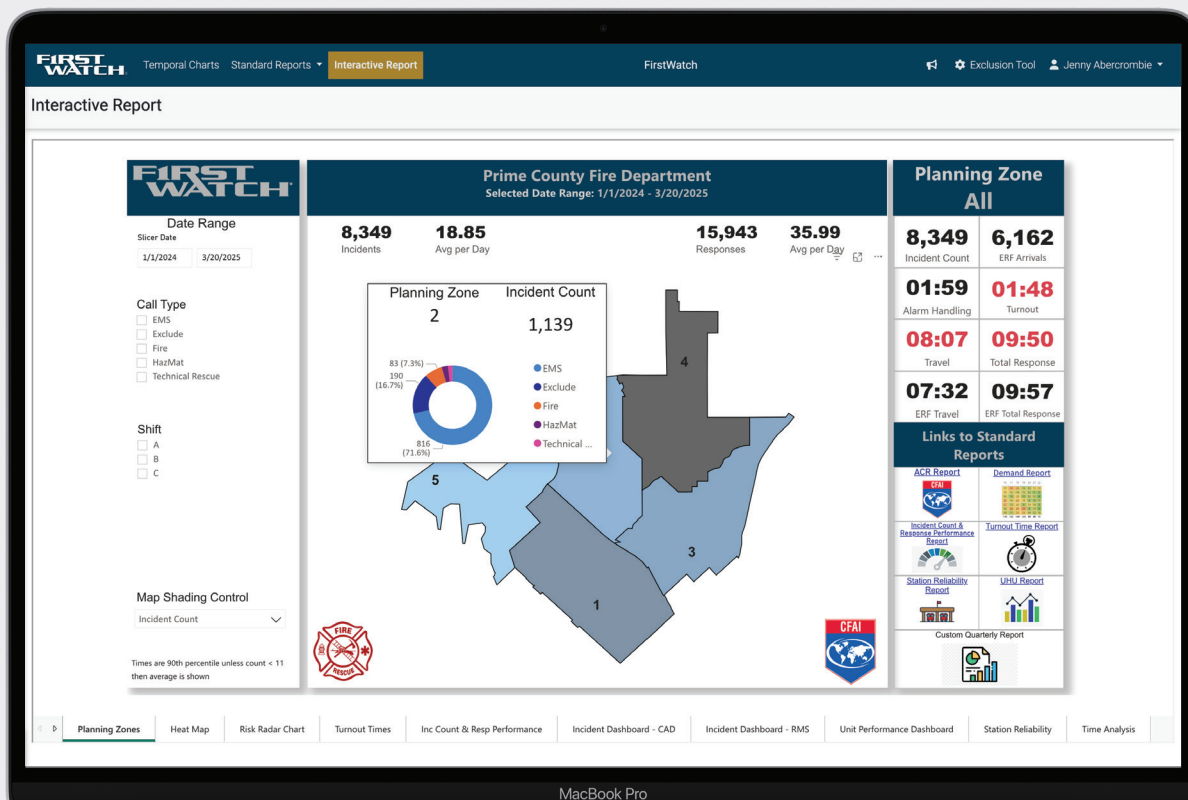 FIRST WATCH
Temporal Charts
Standard Reports
Interactive Report
FirstWatch
Exclusion Tool
Jenny Abercrombie
Interactive Report
FIRST WATCH
Date Range
Slicer Date
1/1/2024
3/20/2025
Call Type
EMS
Exclude
Fire
HazMat
Technical Rescue
Shift
A
B
C
Map Shading Control
Incident Count
Times are 90th percentile unless count < 11
then average is shown
Prime County Fire Department
Selected Date Range: 1/1/2024 - 3/20/2025
8,349
Incidents
18.85
Avg per Day
15,943
Responses
35.99
Avg per Day
Planning Zone
2
Incident Count
1,139
83 (7.3%)
190
(16.7%)
816
(71.6%)
EMS
Exclude
Fire
HazMat
Technical ...
4
5
3
1
FIRE
RESCUE
CFAI
Planning Zone
All
8,349
Incident Count
6,162
ERF Arrivals
01:59
Alarm Handling
01:48
Turnout
08:07
Travel
09:50
Total Response
07:32
ERF Travel
09:57
ERF Total Response
Links to Standard
Reports
ACR Report
CFAI
Demand Report
Incident Count &
Response Performance
Report
Turnout Time Report
Station Reliability
Report
UHU Report
Custom Quarterly Report
Planning Zones
Heat Map
Risk Radar Chart
Turnout Times
Inc Count & Resp Performance
Incident Dashboard - CAD
Incident Dashboard - RMS
Unit Performance Dashboard
Station Reliability
Time Analysis
MacBook Pro